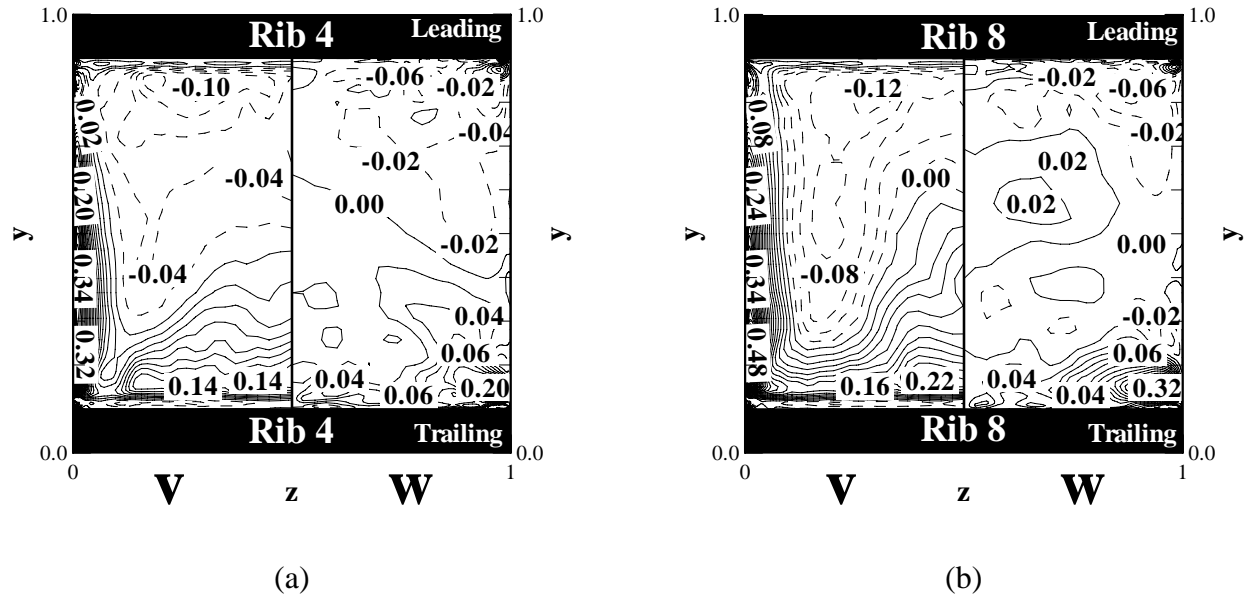 1.0 1.0 1.0 1.0
Rib 4 Leading Rib 8 Leading
-0.06 -0.02
-0.10 -0.02 -0.12 -0.06
0.02 -0.04 0.08 -0.02
-0.02 0.02
-0.04 0.00
0.20 0.00 0.24 0.02
y -0.02 y y 0.00 y
-0.04 -0.08
0.34 0.04 0.34 -0.02
0.32 0.06 0.48 0.06
0.14 0.14 0.04 0.20 0.16 0.22 0.04 0.32
0.06 0.04
Rib 4 Trailing Rib 8 Trailing
0.0 0.0 0.0 0.0
0 1 0 1
V z W V z W
(a) (b)